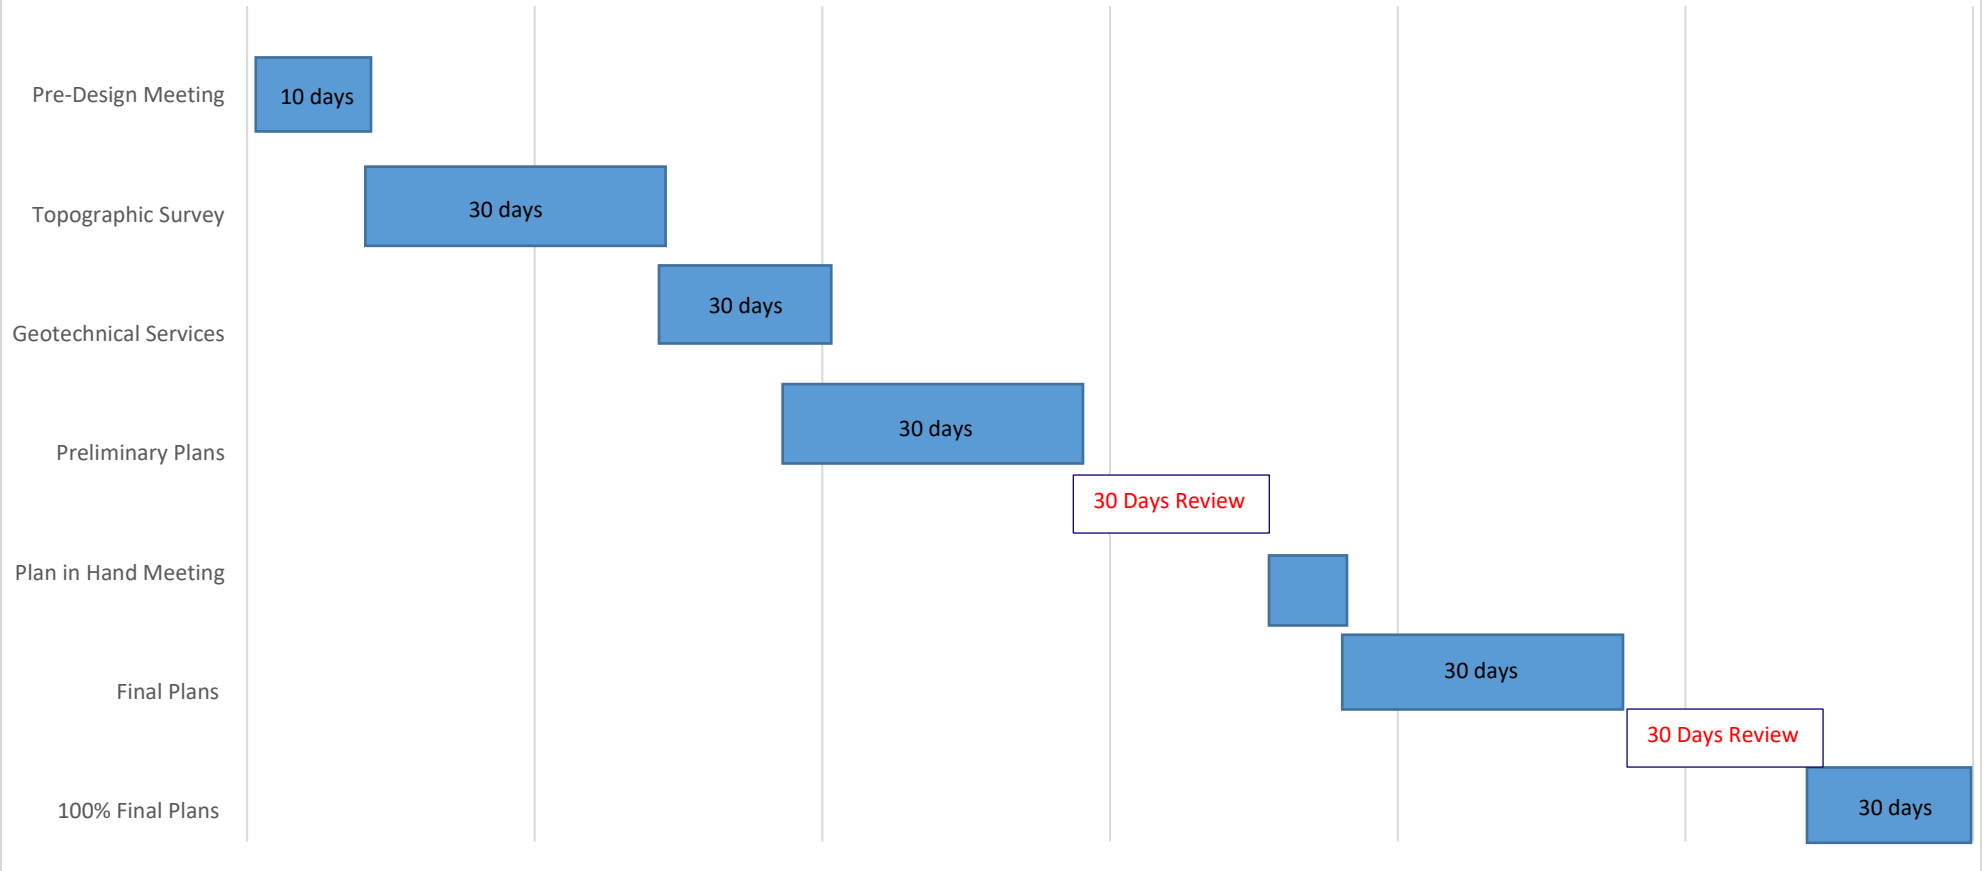 Pre-Design Meeting
10 days
Topographic Survey
30 days
Geotechnical Services
30 days
Preliminary Plans
30 days
30 Days Review
Plan in Hand Meeting
Final Plans
30 days
30 Days Review
100% Final Plans
30 days